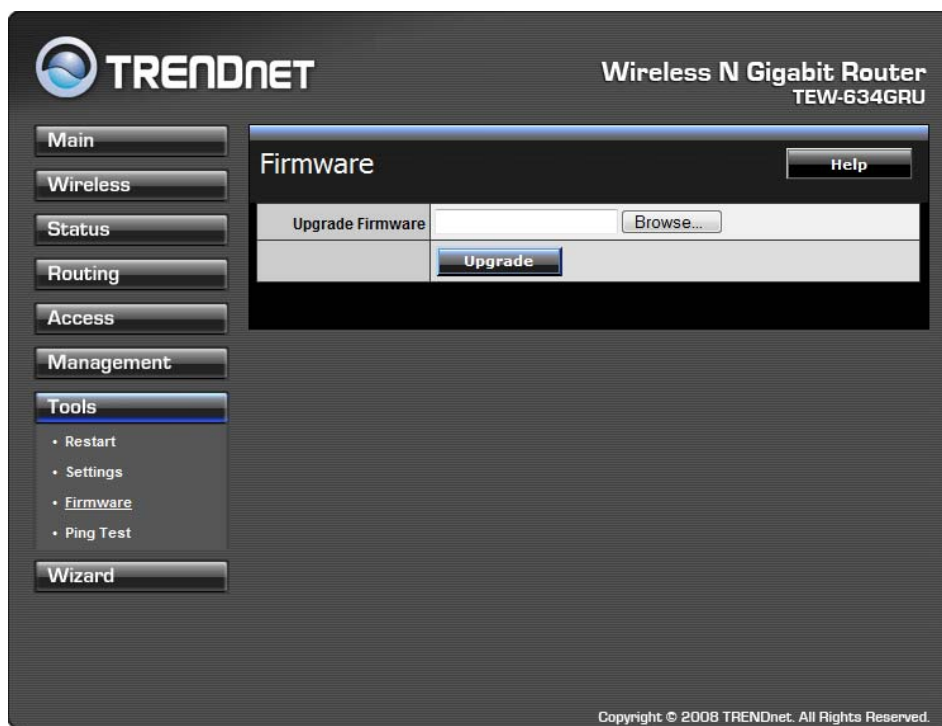 TRENDNET
Wireless N Gigabit Router
TEW-634GRU
Main
Wireless
Status
Routing
Access
Management
Tools
• Restart
• Settings
• Firmware
• Ping Test
Wizard
Firmware
Help
Upgrade Firmware
Browse...
Upgrade
Copyright © 2008 TRENDnet. All Rights Reserved.